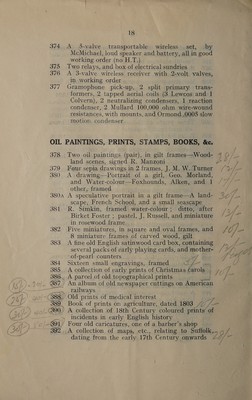 18
374 A 5-valve transportable wireless set, by
McMichael, loud speaker and battery, all in good
working order (no H.T.)
375 Two relays, and box of electrical sundries
376 A 3-valve wireless receiver with 2-volt valves,
in working order
377 Gramophone pick-up, 2 split primary trans-
formers, 2 tapped aerial coils (3 Lewcos and 1
Colvern), 2 neutralizing condensers, 1 reaction
condenser, 2 Mullard 100,000 ohm wire-wound
resistances, with mounts, and Ormond .0003 slow
motion condenser
OIL PAINTINGS, PRINTS, STAMPS, BOOKS, &c.
378 Two oil paintings (pair), in gilt frames—Wood-
land scenes, signed R. Mannoni
379 Four sepia drawings in 2 frames, J. M. W. Turner
380 A drawing—Portrait of a girl, Geo. Morland,
and Water-colour—Foxhounds, Aiken, and 1
other, framed
380A A speculative portrait in a gilt frame—A land-
scape, French School, and a small seascape
381 R. Simkin, framed water-colour; ditto, after
Birket Foster; pastel, J. Russell, and miniature
in rosewood frame
382 Five miniatures, in square and oval frames, and
8 miniature frames of carved wood, gilt
383 A fine old English satinwood card box, containing
several packs of early playing cards, and mother-
of-pearl counters
384 Sixteen small engravings, framed
385 A collection of early prints of Christmas carols
386 A parcel of old topographical prints
387 An album of old newspaper cuttings on American
railways
388 Old prints of medical interest
389 Book of prints on agriculture, dated 1803
390 A collection of 18th Century coloured prints of
incidents in early English history
391 Four old caricatures, one of a barber's shop
392 A collection of maps, etc., relating to Suffolk,
dating from the early 17th Century onwards